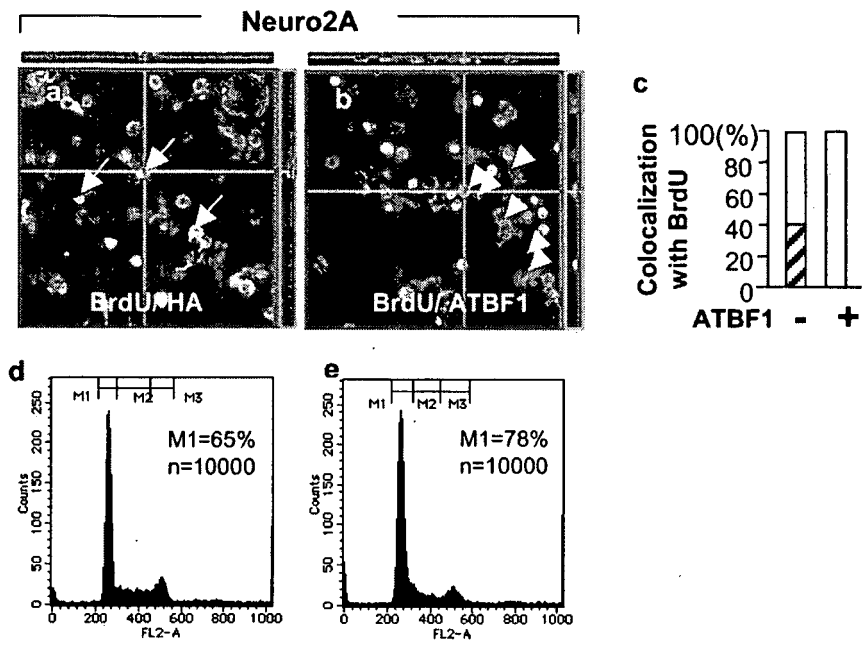 Neuro2A
a
b
BrdU/HA
BrdU/ATBF1
c
Colocalization
with BrdU
100(%)
80
60
40
20
0
ATBF1 - +
d
M1 M2 M3
M1=65%
n=10000
Counts
250
200
150
100
50
0
0 200 400 600 800 1000
FL2-A
e
M1 M2 M3
M1=78%
n=10000
Counts
250
200
150
100
50
0
0 200 400 600 800 1000
FL2-A